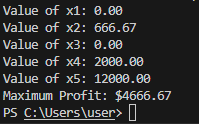 Value of x1: 0.00
Value of x2: 666.67
Value of x3: 0.00
Value of x4: 2000.00
Value of x5: 12000.00
Maximum Profit: $4666.67
PS C:\Users\user>